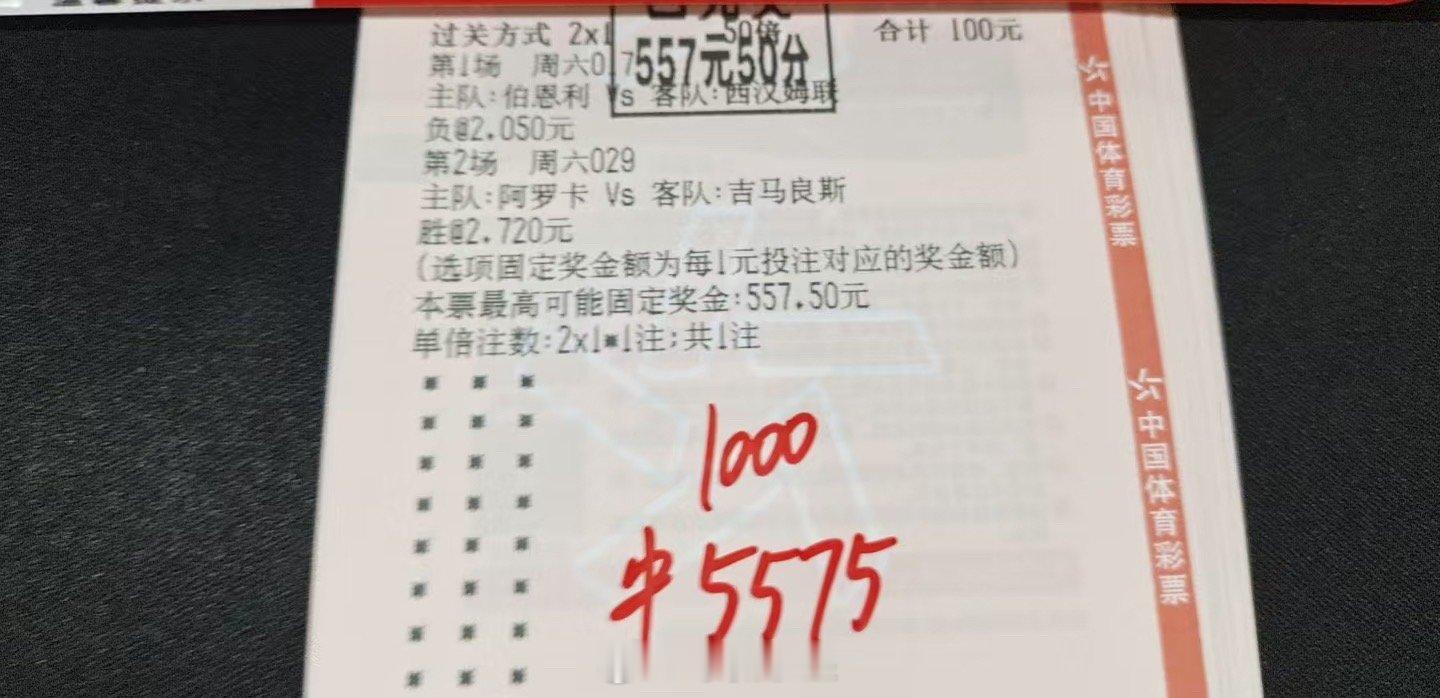 过关方式 2x1 50倍 合计 100元
557元50分
第1场 周六0 7
主队:伯恩利 Vs 客队:西汉姆联
负@2.050元
第2场 周六029
主队:阿罗卡 Vs 客队:吉马良斯
胜@2.720元
(选项固定奖金额为每1元投注对应的奖金额)
本票最高可能固定奖金:557.50元
单倍注数:2x1*1注;共1注
1000
中5575
中国体育彩票
中国体育彩票